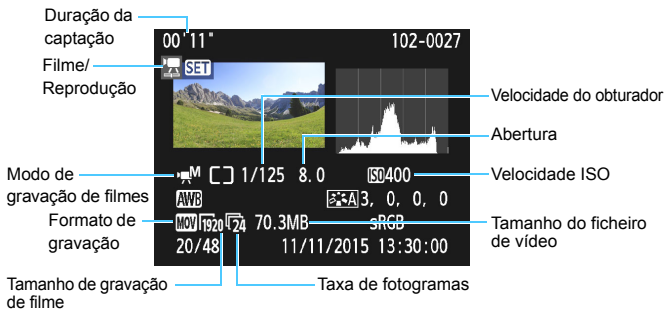 Duração da
captação
Filme/
Reprodução
00'11"
102-0027
SET
Velocidade do obturador
Abertura
Modo de
gravação de filmes
M 1/125 8.0 ISO400
Velocidade ISO
AWB A 3, 0, 0, 0
Formato de
gravação
MOV 1920 24 70.3MB sRGB
Tamanho do ficheiro
de vídeo
20/48 11/11/2015 13:30:00
Tamanho de gravação
de filme
Taxa de fotogramas